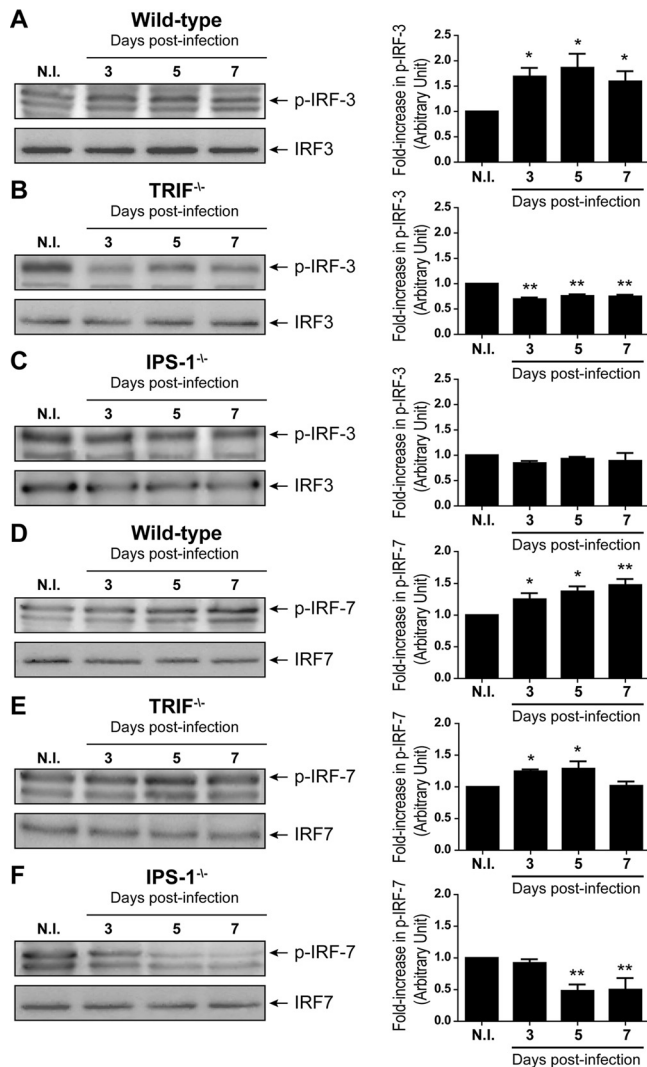 A
Wild-type
Days post-infection
N.I. 3 5 7
p-IRF-3
IRF3
Fold-increase in p-IRF-3
(Arbitrary Unit)
2.5
2.0
1.5
1.0
0.5
0.0
* * *
N.I. 3 5 7
Days post-infection
B
TRIF-\-
Days post-infection
N.I. 3 5 7
p-IRF-3
IRF3
Fold-increase in p-IRF-3
(Arbitrary Unit)
2.5
2.0
1.5
1.0
0.5
0.0
** ** **
N.I. 3 5 7
Days post-infection
C
IPS-1-\-
Days post-infection
N.I. 3 5 7
p-IRF-3
IRF3
Fold-increase in p-IRF-3
(Arbitrary Unit)
2.5
2.0
1.5
1.0
0.5
0.0
N.I. 3 5 7
Days post-infection
D
Wild-type
Days post-infection
N.I. 3 5 7
p-IRF-7
IRF7
Fold-increase in p-IRF-7
(Arbitrary Unit)
2.0
1.5
1.0
0.5
0.0
* * **
N.I. 3 5 7
Days post-infection
E
TRIF-\-
Days post-infection
N.I. 3 5 7
p-IRF-7
IRF7
Fold-increase in p-IRF-7
(Arbitrary Unit)
2.0
1.5
1.0
0.5
0.0
* *
N.I. 3 5 7
Days post-infection
F
IPS-1-\-
Days post-infection
N.I. 3 5 7
p-IRF-7
IRF7
Fold-increase in p-IRF-7
(Arbitrary Unit)
2.0
1.5
1.0
0.5
0.0
** **
N.I. 3 5 7
Days post-infection